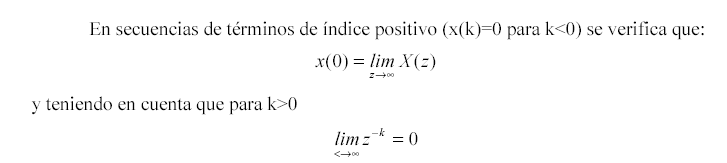 En secuencias de términos de índice positivo (x(k)=0 para k<0) se verifica que:
x(0) = lim X(z)
z→∞
y teniendo en cuenta que para k>0
lim z^{-k} = 0
<→∞